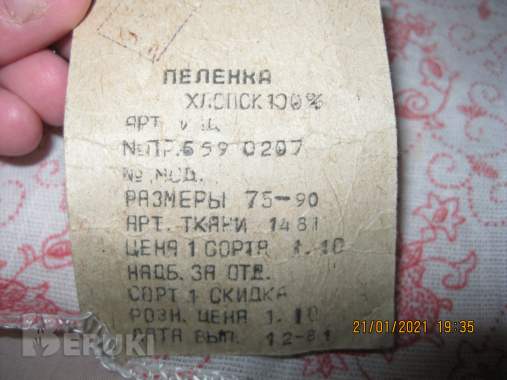 ПЕЛЕНКА
ХЛОПОК 100%
АРТ.
№ПР. 659 0207
№ МОД.
РАЗМЕРЫ 75-90
АРТ. ТКАНИ 1481
ЦЕНА 1 СОРТА 1.10
НАДБ. ЗА ОТД.
СОРТ 1 СКИДКА
РОЗН. ЦЕНА 1.10
ДАТА ВЫП. 12-81
BERUKI
21/01/2021 19:35